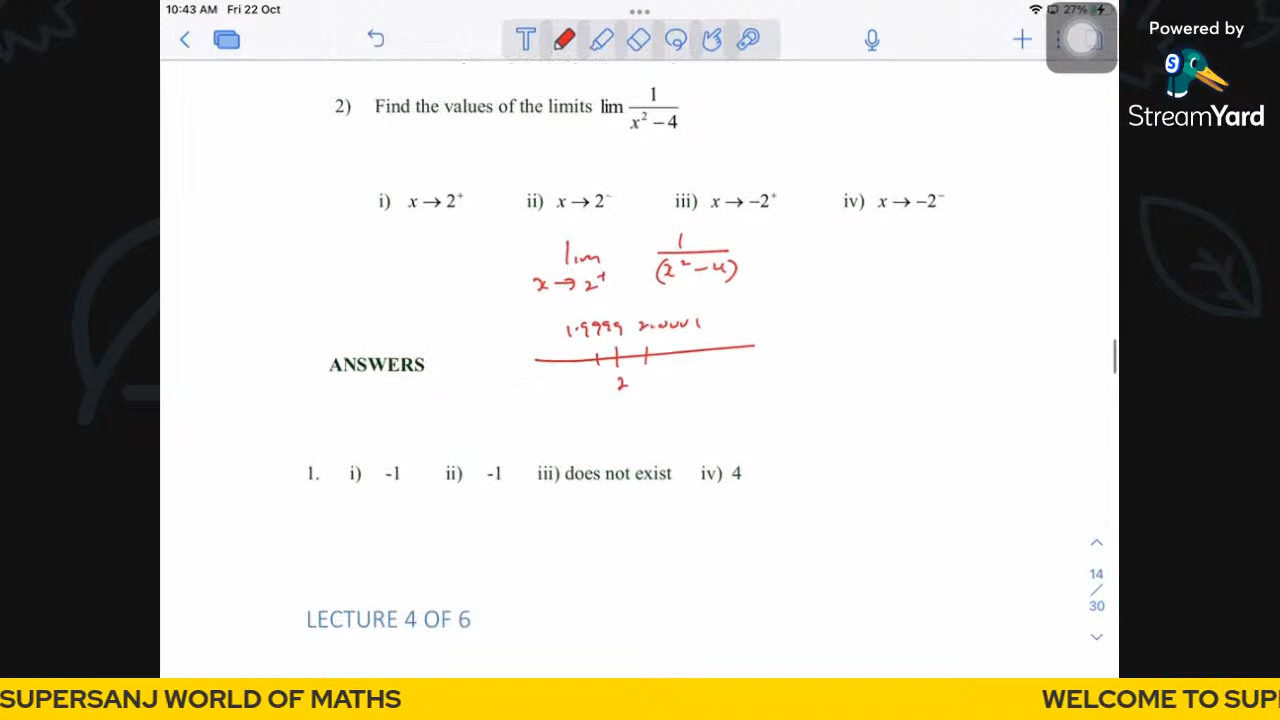 10:43 AM Fri 22 Oct
27%
Powered by
StreamYard
2) Find the values of the limits lim 1/(x² − 4)
i) x → 2⁺ ii) x → 2⁻ iii) x → −2⁺ iv) x → −2⁻
lim x → 2⁺ 1/(x² − 4)
1.9999 2.0001
2
ANSWERS
1. i) -1 ii) -1 iii) does not exist iv) 4
14
/
30
LECTURE 4 OF 6
SUPERSANJ WORLD OF MATHS
WELCOME TO SUP